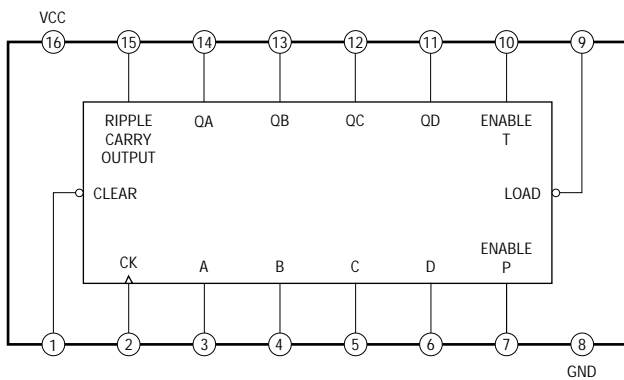 VCC
16 15 14 13 12 11 10 9
RIPPLE CARRY OUTPUT
QA QB QC QD
ENABLE T
CLEAR LOAD
CK A B C D
ENABLE P
1 2 3 4 5 6 7 8
GND